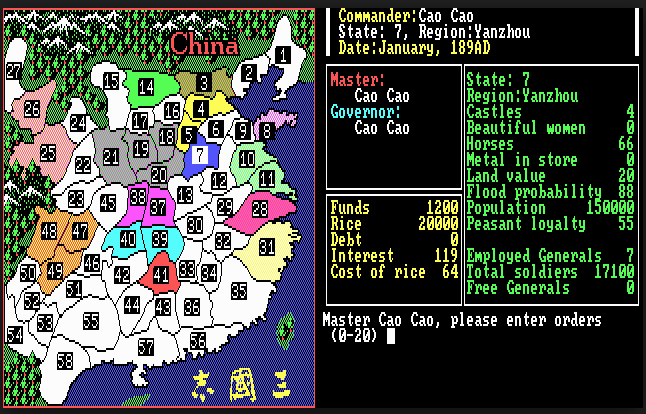 China
1
2
27
15
14
3
26
4
16
24
17
18
5
6
9
8
25
21
19
7
10
22
20
12
11
23
45
38
37
13
29
28
48
47
40
39
30
32
31
50
49
46
42
41
33
34
51
35
52
53
44
43
36
54
55
57
56
58
三國志
Commander:Cao Cao
State: 7, Region:Yanzhou
Date:January, 189AD
Master:
Cao Cao
Governor:
Cao Cao
Funds 1200
Rice 20000
Debt 0
Interest 119
Cost of rice 64
State: 7
Region:Yanzhou
Castles 4
Beautiful women 0
Horses 66
Metal in store 0
Land value 20
Flood probability 88
Population 150000
Peasant loyalty 55
Employed Generals 7
Total soldiers 17100
Free Generals 0
Master Cao Cao, please enter orders
(0-20)